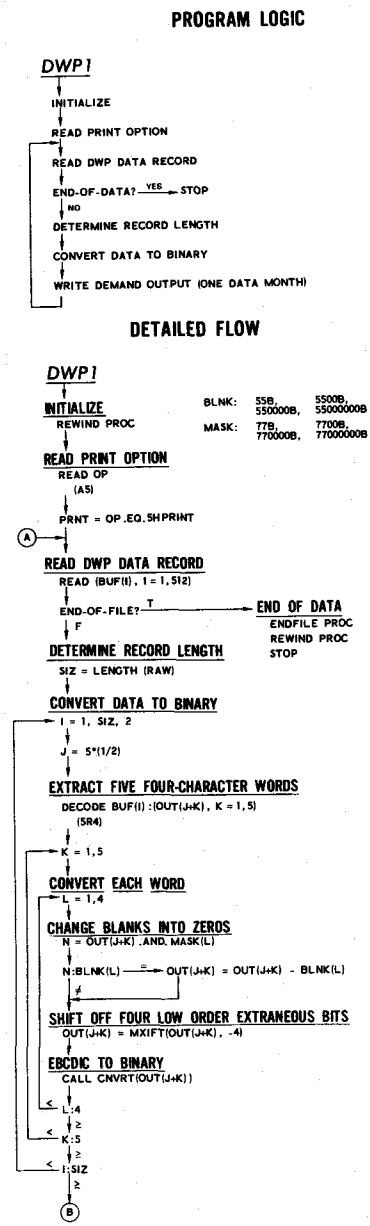 PROGRAM LOGIC
DWP1
INITIALIZE
READ PRINT OPTION
READ DWP DATA RECORD
END-OF-DATA? YES STOP
NO
DETERMINE RECORD LENGTH
CONVERT DATA TO BINARY
WRITE DEMAND OUTPUT (ONE DATA MONTH)
DETAILED FLOW
DWP1
INITIALIZE
REWIND PROC
BLNK: 55B, 5500B,
550000B, 55000000B
MASK: 77B, 7700B,
770000B, 77000000B
READ PRINT OPTION
READ OP
(A5)
PRNT = OP.EQ.5HPRINT
A
READ DWP DATA RECORD
READ (BUF(I), I = 1, 512)
END-OF-FILE? T
F
END OF DATA
ENDFILE PROC
REWIND PROC
STOP
DETERMINE RECORD LENGTH
SIZ = LENGTH (RAW)
CONVERT DATA TO BINARY
I = 1, SIZ, 2
J = 5*(I/2)
EXTRACT FIVE FOUR-CHARACTER WORDS
DECODE BUF(I) :(OUT(J+K), K = 1,5)
(5R4)
K = 1,5
CONVERT EACH WORD
L = 1,4
CHANGE BLANKS INTO ZEROS
N = OUT(J+K) .AND. MASK(L)
N:BLNK(L) = OUT(J+K) = OUT(J+K) - BLNK(L)
≠
SHIFT OFF FOUR LOW ORDER EXTRANEOUS BITS
OUT(J+K) = MXIFT(OUT(J+K), -4)
EBCDIC TO BINARY
CALL CNVRT(OUT(J+K))
< L:4
≥
< K:5
≥
< I:SIZ
≥
B